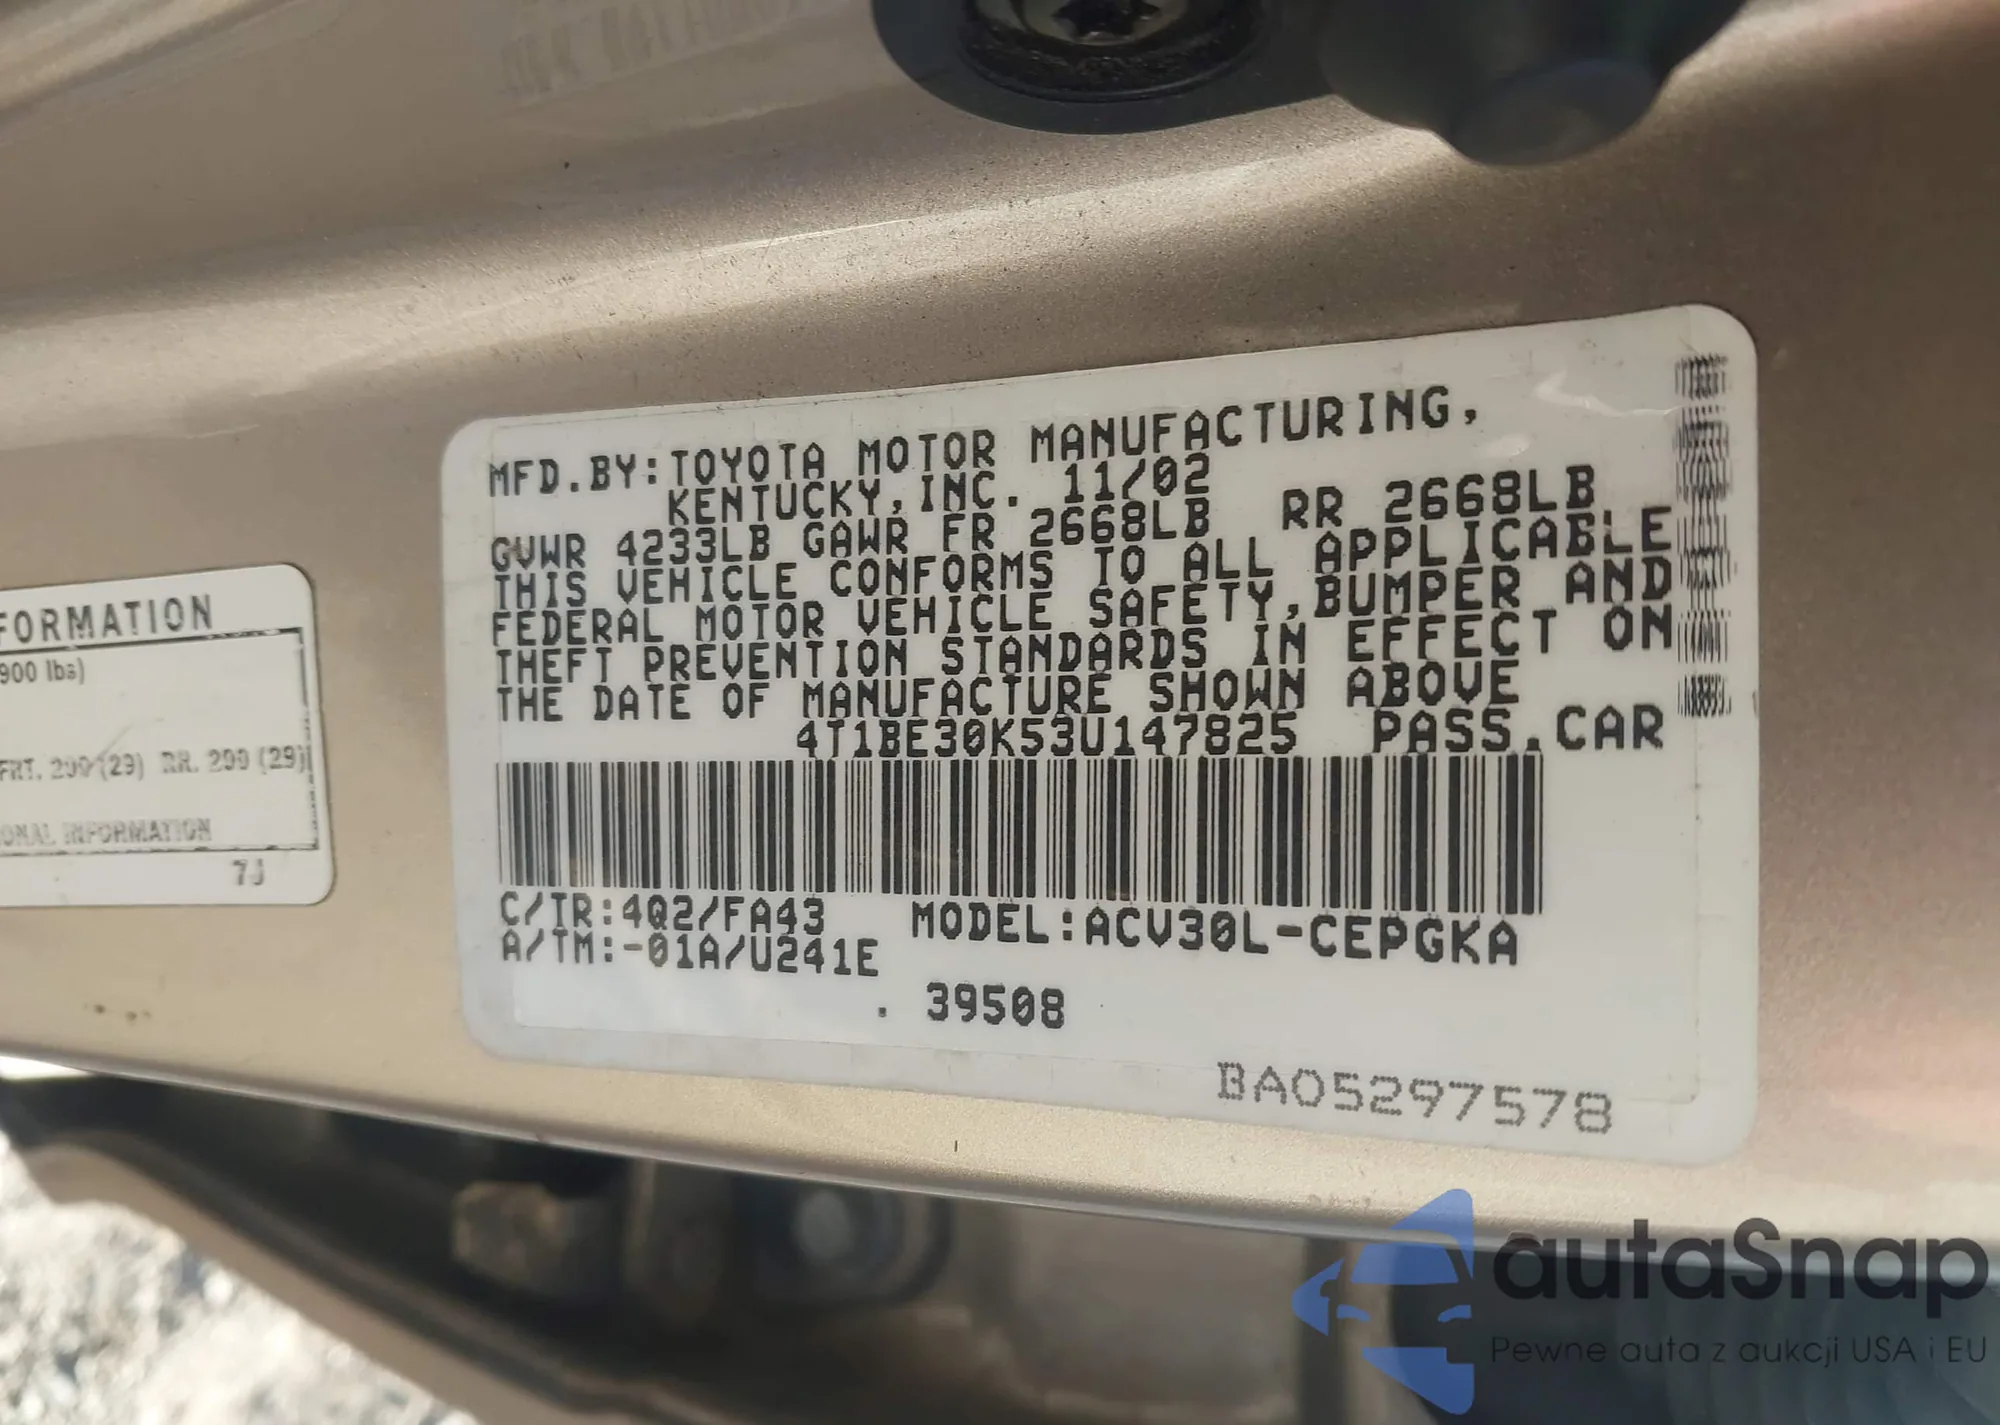 FORMATION
900 lbs)
FRT. 200 (29) RR. 200 (29)
ONAL INFORMATION
7J
MFD.BY:TOYOTA MOTOR MANUFACTURING,
KENTUCKY,INC. 11/02
GVWR 4233LB GAWR FR 2668LB RR 2668LB
THIS VEHICLE CONFORMS TO ALL APPLICABLE
FEDERAL MOTOR VEHICLE SAFETY,BUMPER AND
THEFT PREVENTION STANDARDS IN EFFECT ON
THE DATE OF MANUFACTURE SHOWN ABOVE
4T1BE30K53U147825 PASS.CAR
C/TR:4Q2/FA43 MODEL:ACV30L-CEPGKA
A/TM:-01A/U241E
. 39508
BA05297578
autaSnap
Pewne auta z aukcji USA i EU